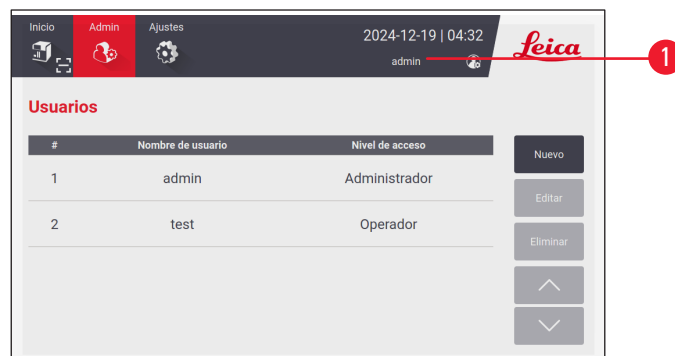 Inicio Admin Ajustes
2024-12-19 | 04:32
admin
Leica
1
Usuarios
# Nombre de usuario Nivel de acceso
1 admin Administrador
2 test Operador
Nuevo
Editar
Eliminar